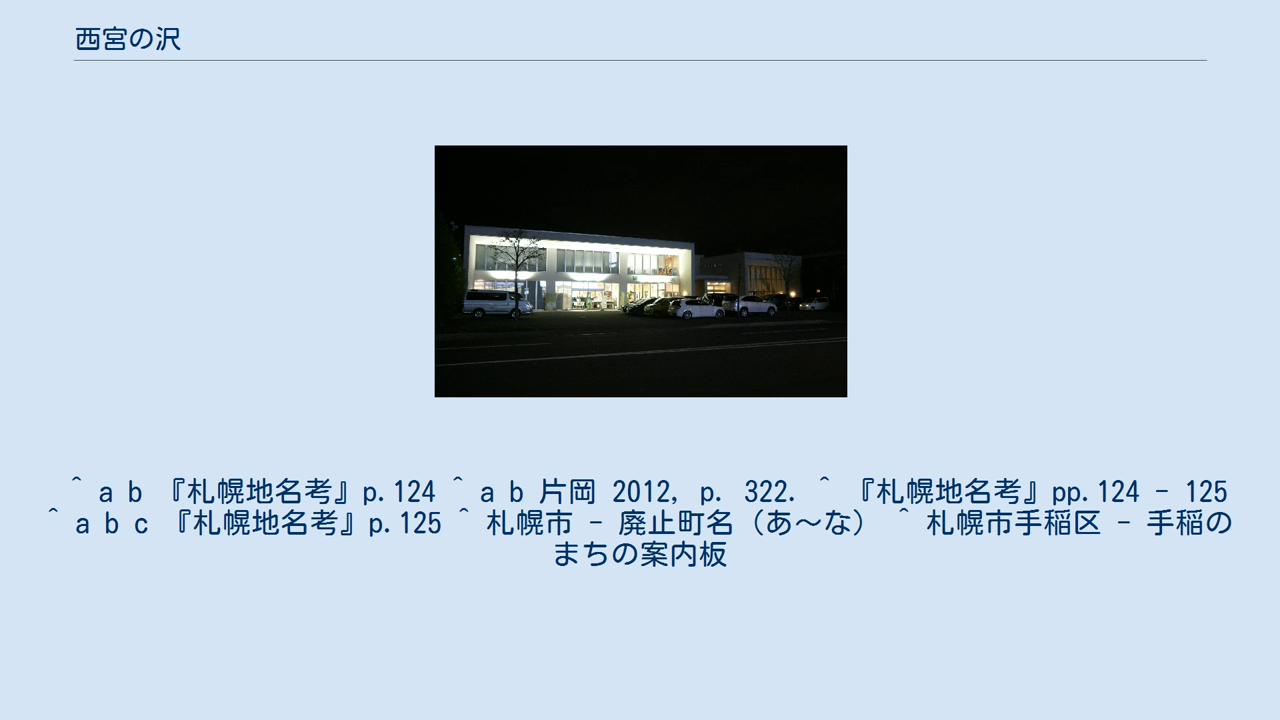 西宮の沢
^ a b 『札幌地名考』p.124 ^ a b 片岡 2012, p. 322. ^ 『札幌地名考』pp.124 - 125
^ a b c 『札幌地名考』p.125 ^ 札幌市 - 廃止町名（あ～な） ^ 札幌市手稲区 - 手稲の
まちの案内板